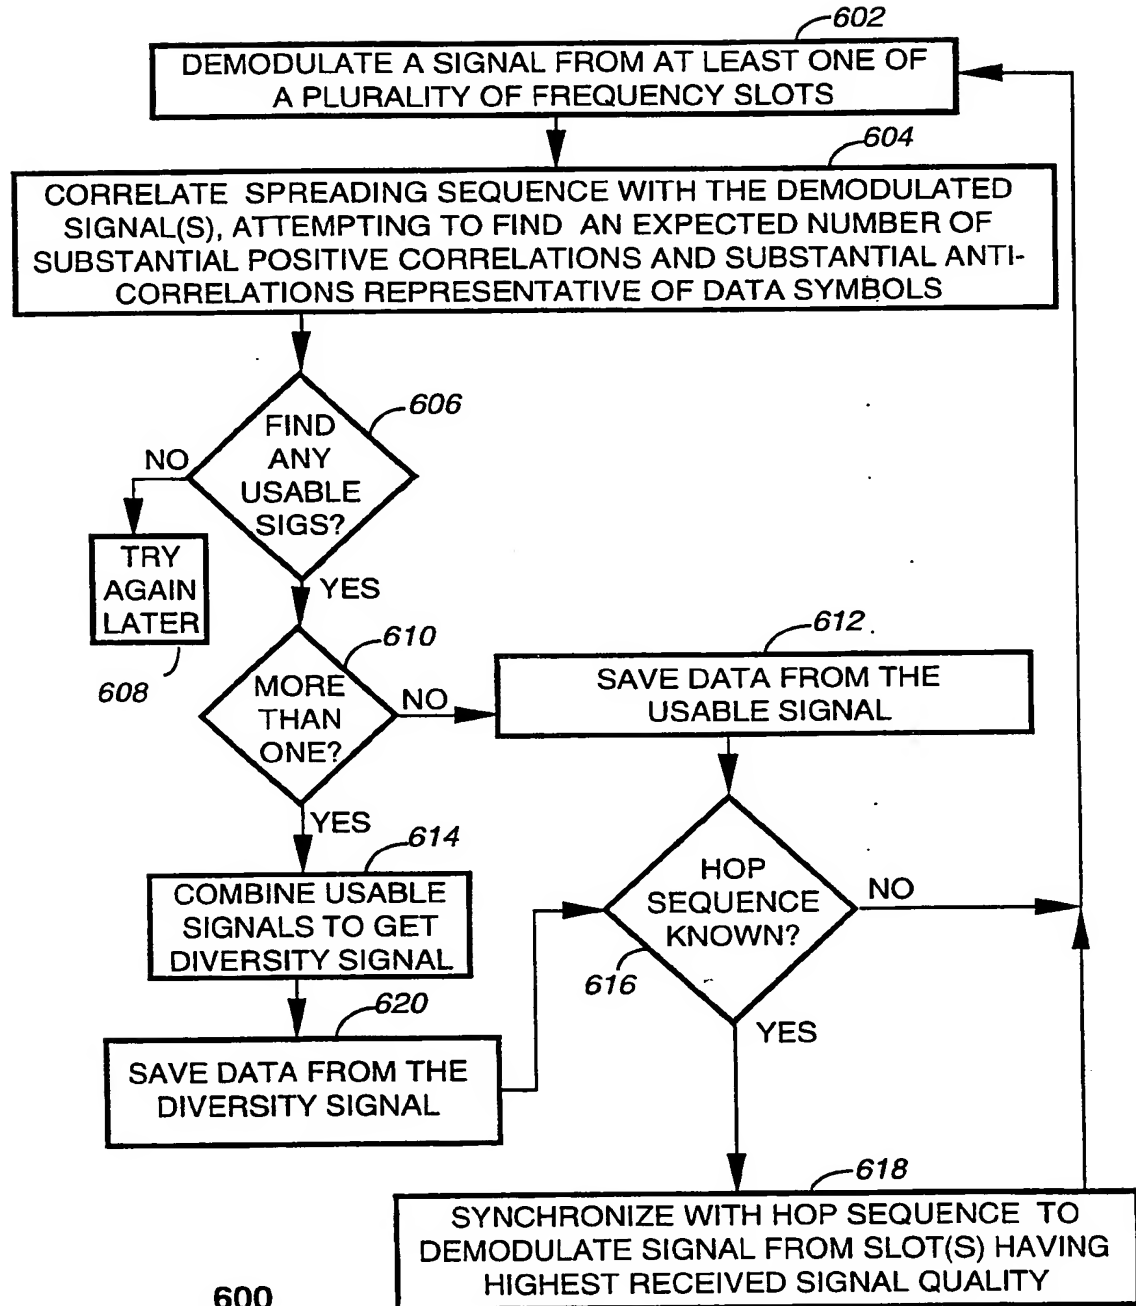 602
DEMODULATE A SIGNAL FROM AT LEAST ONE OF
A PLURALITY OF FREQUENCY SLOTS
604
CORRELATE SPREADING SEQUENCE WITH THE DEMODULATED
SIGNAL(S), ATTEMPTING TO FIND AN EXPECTED NUMBER OF
SUBSTANTIAL POSITIVE CORRELATIONS AND SUBSTANTIAL ANTI-
CORRELATIONS REPRESENTATIVE OF DATA SYMBOLS
606
FIND
ANY
USABLE
SIGS?
NO
TRY
AGAIN
LATER
608
YES
610
MORE
THAN
ONE?
NO
612
SAVE DATA FROM THE
USABLE SIGNAL
YES
614
COMBINE USABLE
SIGNALS TO GET
DIVERSITY SIGNAL
620
SAVE DATA FROM THE
DIVERSITY SIGNAL
HOP
SEQUENCE
KNOWN?
616
NO
YES
618
SYNCHRONIZE WITH HOP SEQUENCE TO
DEMODULATE SIGNAL FROM SLOT(S) HAVING
HIGHEST RECEIVED SIGNAL QUALITY
600